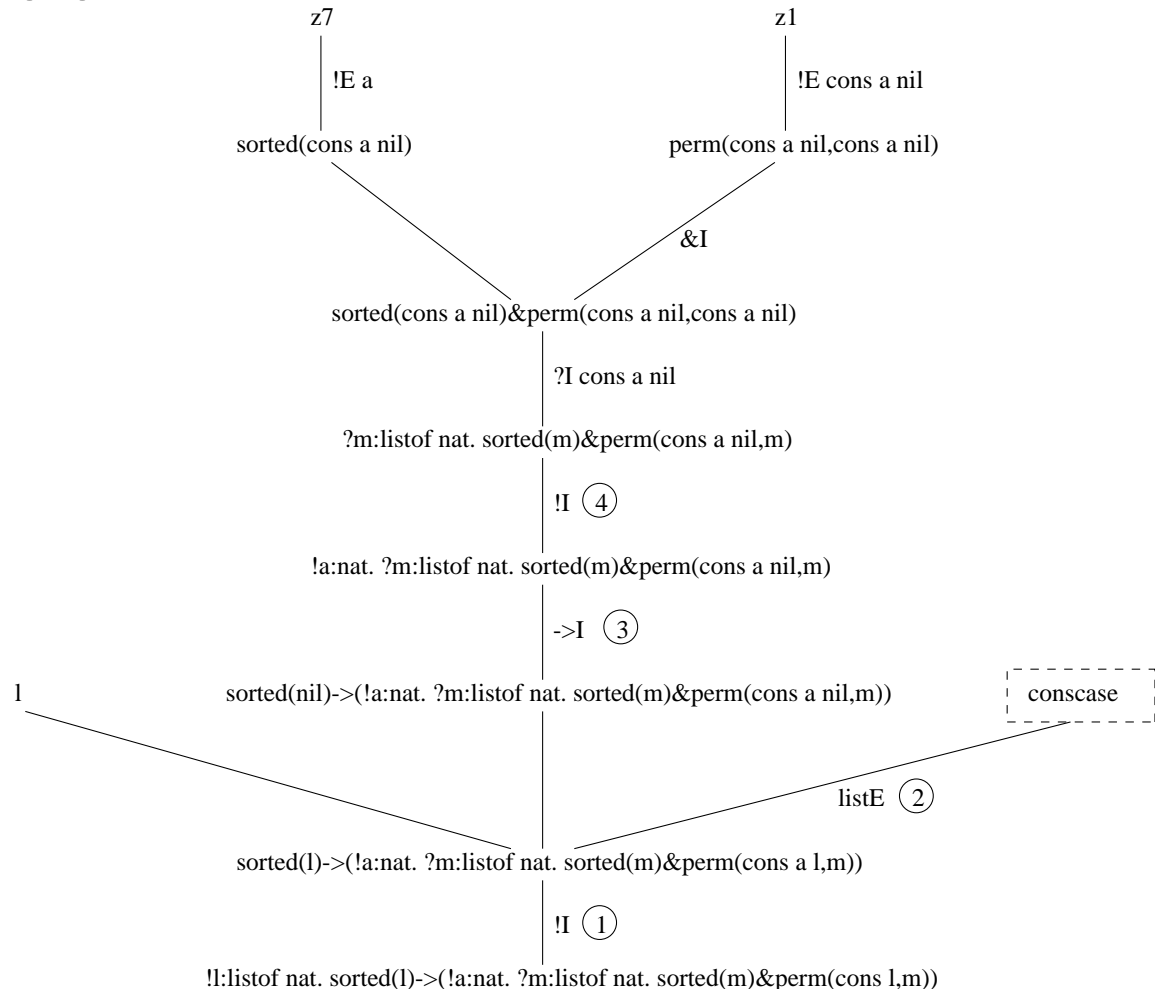 z7 z1
!E a !E cons a nil
sorted(cons a nil) perm(cons a nil,cons a nil)
&I
sorted(cons a nil)&perm(cons a nil,cons a nil)
?I cons a nil
?m:listof nat. sorted(m)&perm(cons a nil,m)
!I 4
!a:nat. ?m:listof nat. sorted(m)&perm(cons a nil,m)
->I 3
l sorted(nil)->(!a:nat. ?m:listof nat. sorted(m)&perm(cons a nil,m)) conscase
listE 2
sorted(l)->(!a:nat. ?m:listof nat. sorted(m)&perm(cons a l,m))
!I 1
!l:listof nat. sorted(l)->(!a:nat. ?m:listof nat. sorted(m)&perm(cons l,m))